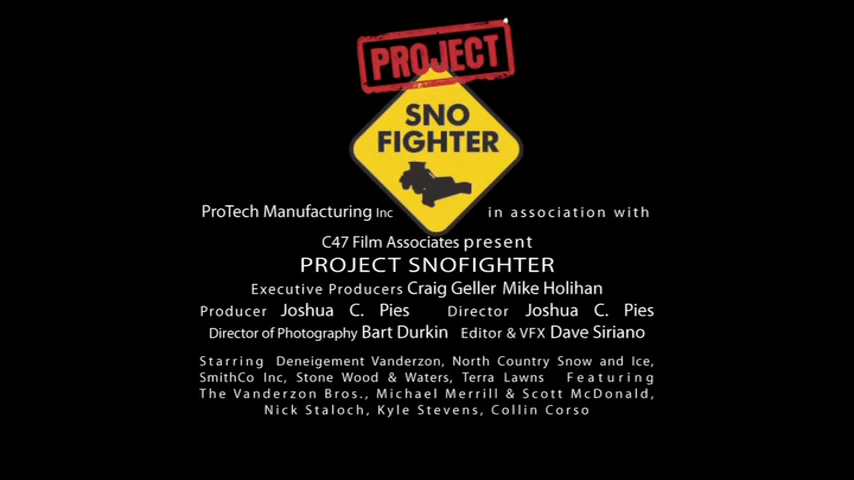 PROJECT
SNO
FIGHTER
ProTech Manufacturing Inc in association with
C47 Film Associates present
PROJECT SNOFIGHTER
Executive Producers Craig Geller Mike Holihan
Producer Joshua C. Pies Director Joshua C. Pies
Director of Photography Bart Durkin Editor & VFX Dave Siriano
Starring Deneigement Vanderzon, North Country Snow and Ice,
SmithCo Inc, Stone Wood & Waters, Terra Lawns Featuring
The Vanderzon Bros., Michael Merrill & Scott McDonald,
Nick Staloch, Kyle Stevens, Collin Corso